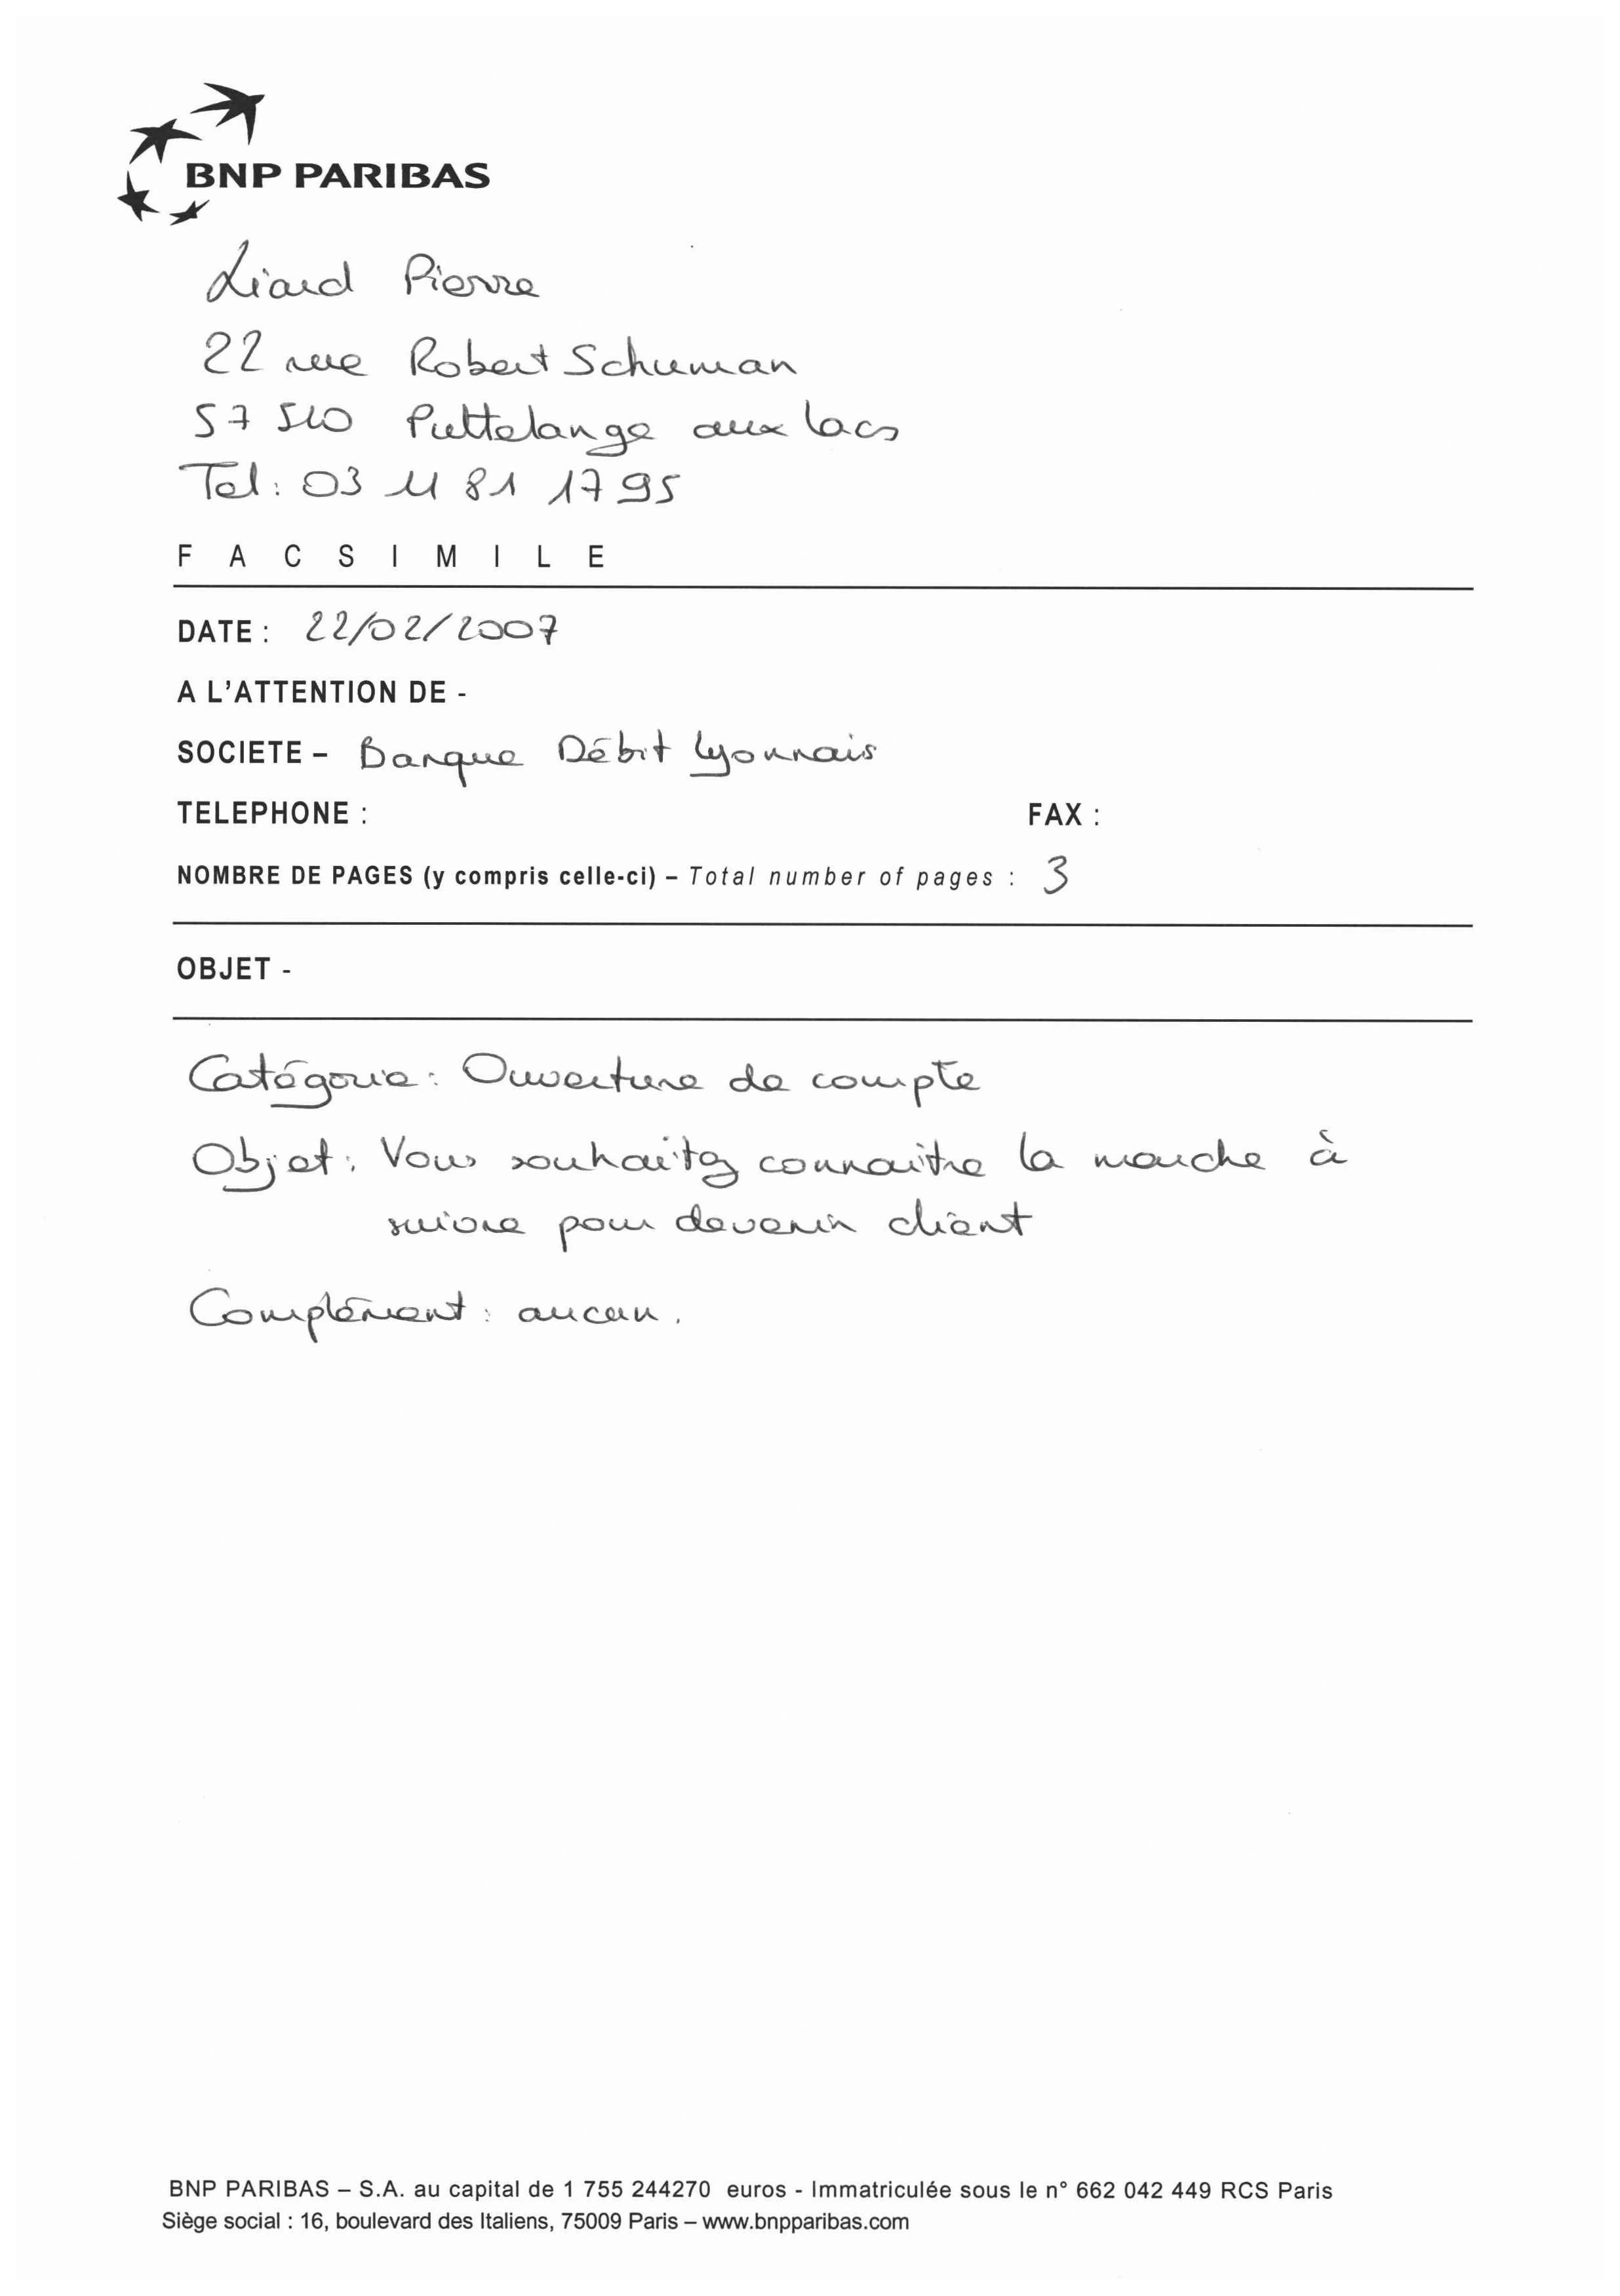 BNP PARIBAS
Liard Pierre
22 rue Robert Schuman
57 510 Puttelange aux lacs
Tel: 03 11 81 17 95
FACSIMILE
DATE : 22/02/2007
A L'ATTENTION DE -
SOCIETE – Banque Débit Lyonnais
TELEPHONE : FAX :
NOMBRE DE PAGES (y compris celle-ci) – Total number of pages : 3
OBJET -
Catégorie : Ouverture de compte
Objet : Vous souhaitez connaitre la marche à
suivre pour devenir client
Complément : aucun.
BNP PARIBAS – S.A. au capital de 1 755 244270 euros - Immatriculée sous le n° 662 042 449 RCS Paris
Siège social : 16, boulevard des Italiens, 75009 Paris – www.bnpparibas.com